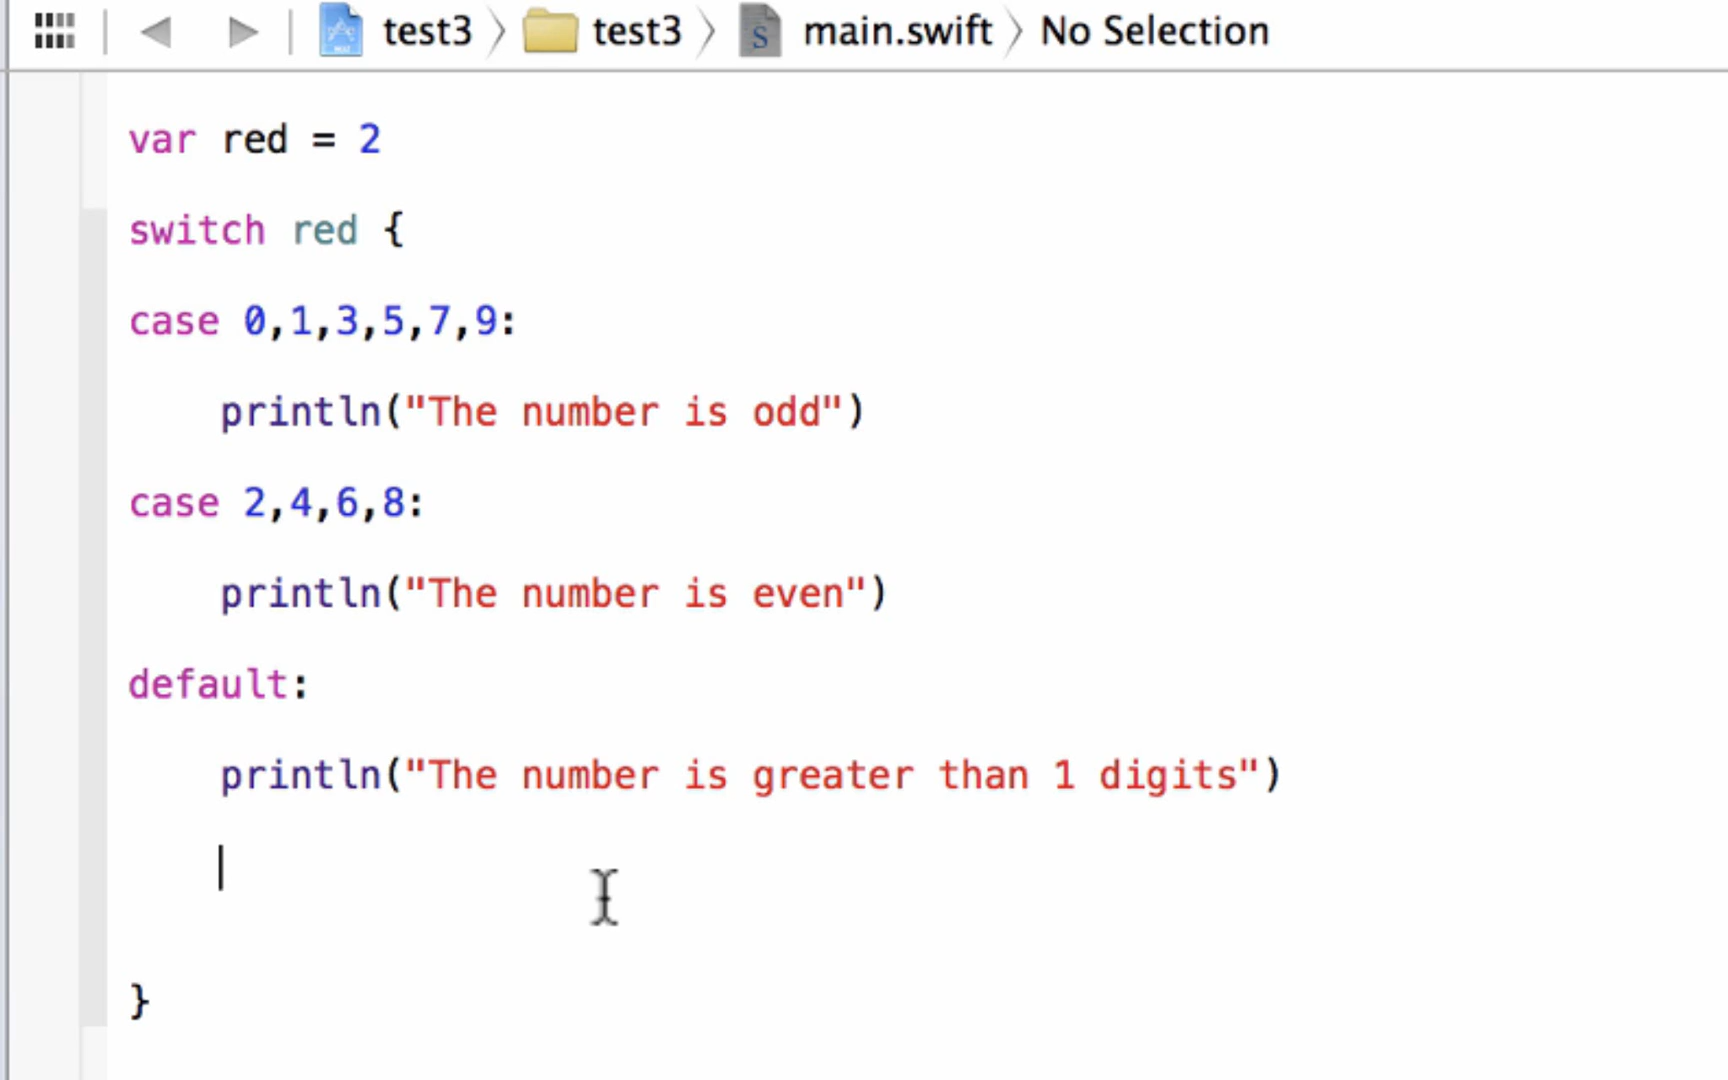 test3 test3 main.swift No Selection
var red = 2
switch red {
case 0,1,3,5,7,9:
println("The number is odd")
case 2,4,6,8:
println("The number is even")
default:
println("The number is greater than 1 digits")
}